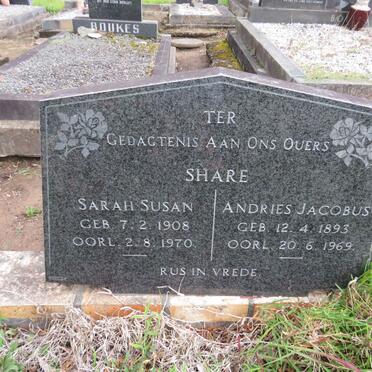 BOUKES
TER
GEDAGTENIS AAN ONS OUERS
SHARE
SARAH SUSAN
GEB. 7. 2. 1908
OORL. 2. 8. 1970.
ANDRIES JACOBUS
GEB. 12. 4. 1893
OORL. 20. 6. 1969.
RUS IN VREDE